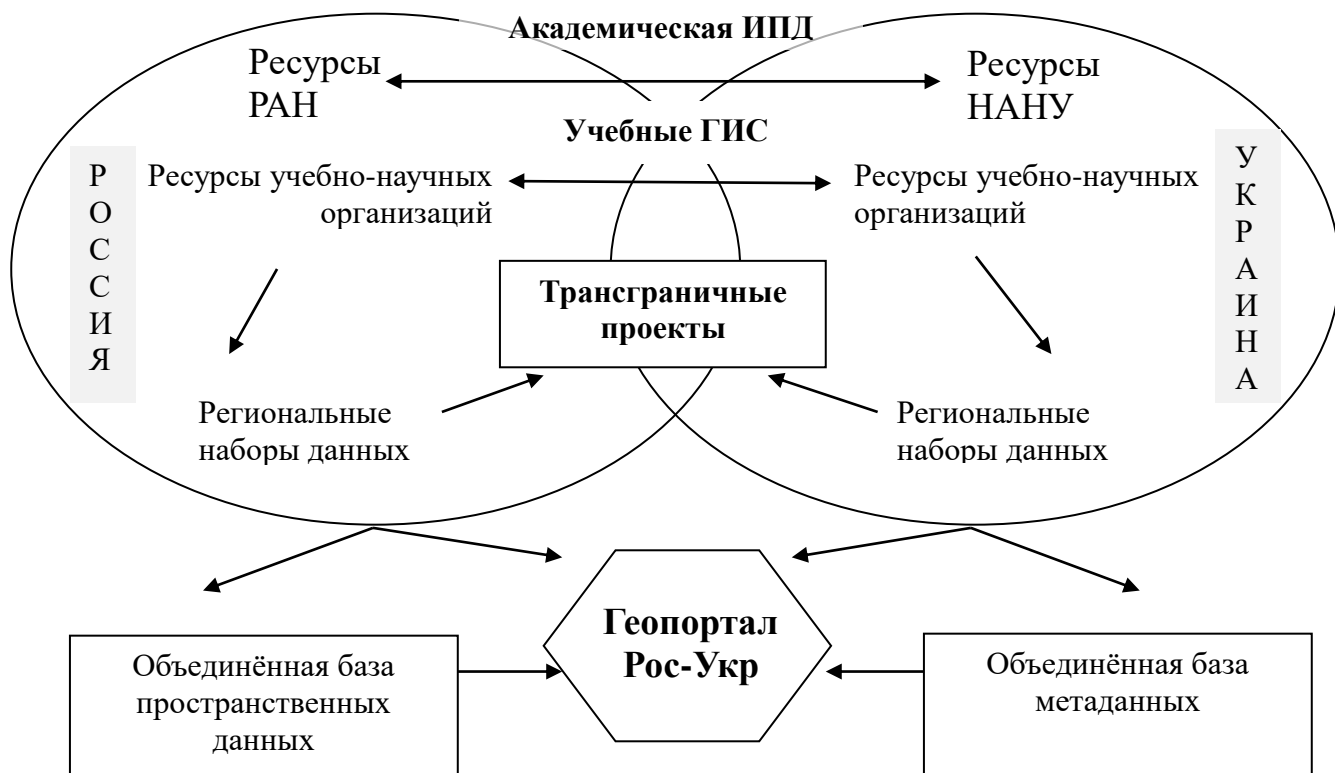 Академическая ИПД
Ресурсы
РАН
Ресурсы
НАНУ
Учебные ГИС
Р
О
С
С
И
Я
Ресурсы учебно-научных
организаций
Ресурсы учебно-научных
организаций
У
К
Р
А
И
Н
А
Трансграничные
проекты
Региональные
наборы данных
Региональные
наборы данных
Геопортал
Рос-Укр
Объединённая база
пространственных
данных
Объединённая база
метаданных